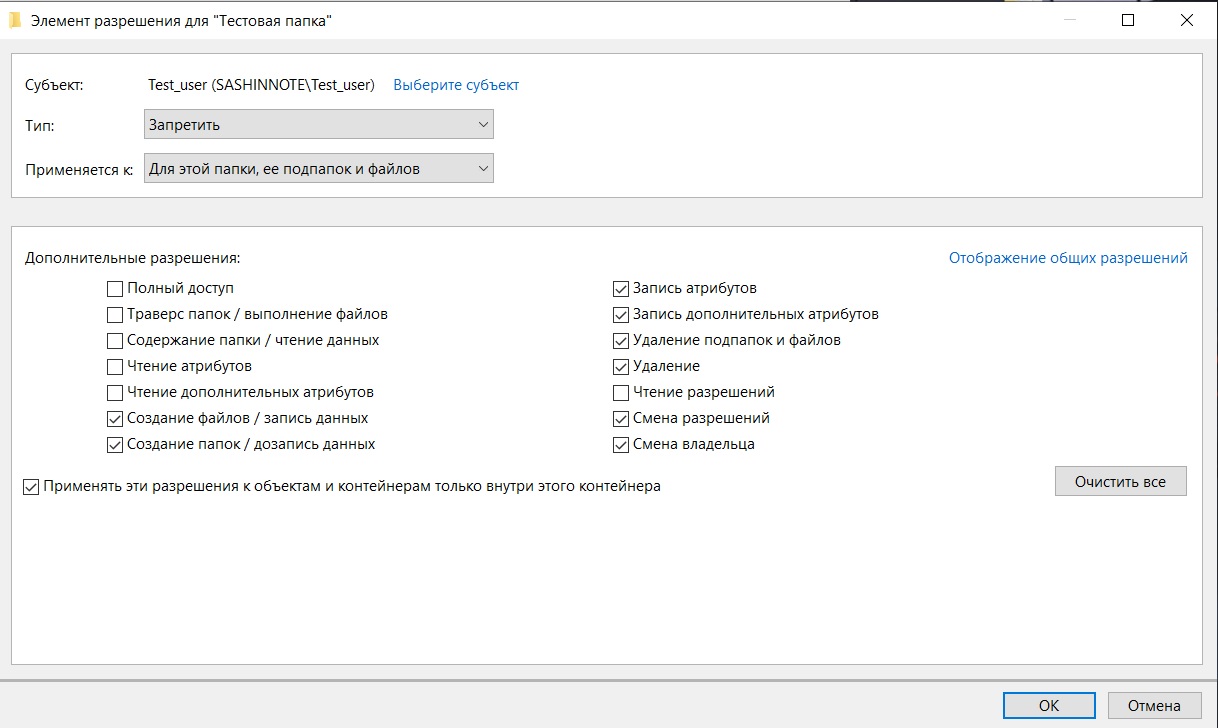 Элемент разрешения для "Тестовая папка"
Субъект: Test_user (SASHINNOTE\Test_user) Выберите субъект
Тип: Запретить
Применяется к: Для этой папки, ее подпапок и файлов
Дополнительные разрешения: Отображение общих разрешений
Полный доступ Запись атрибутов
Траверс папок / выполнение файлов Запись дополнительных атрибутов
Содержание папки / чтение данных Удаление подпапок и файлов
Чтение атрибутов Удаление
Чтение дополнительных атрибутов Чтение разрешений
Создание файлов / запись данных Смена разрешений
Создание папок / дозапись данных Смена владельца
Применять эти разрешения к объектам и контейнерам только внутри этого контейнера Очистить все
ОК Отмена